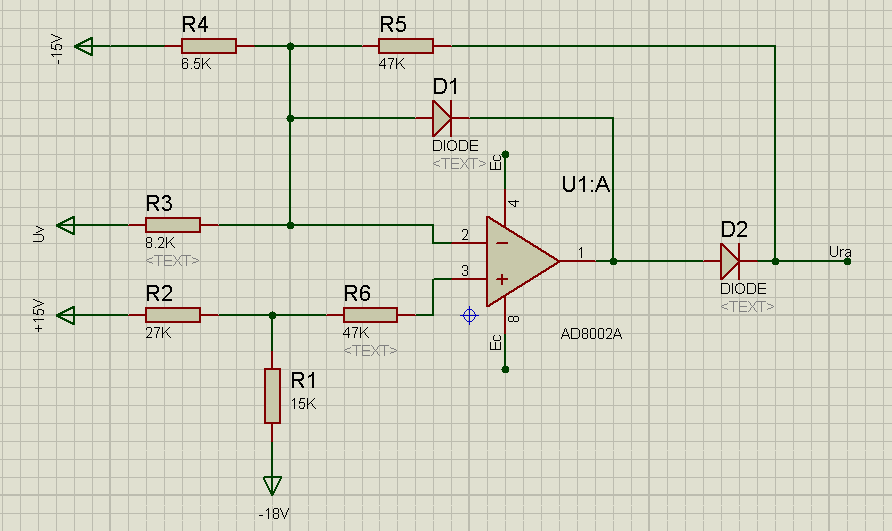 R4
R5
-15V
6.5K
47K
D1
DIODE
<TEXT>
Ec
U1:A
4
R3
Uv
8.2K
<TEXT>
2
3
1
D2
Ura
DIODE
<TEXT>
R2
R6
+15V
27K
47K
<TEXT>
8
Ec
AD8002A
R1
15K
-18V